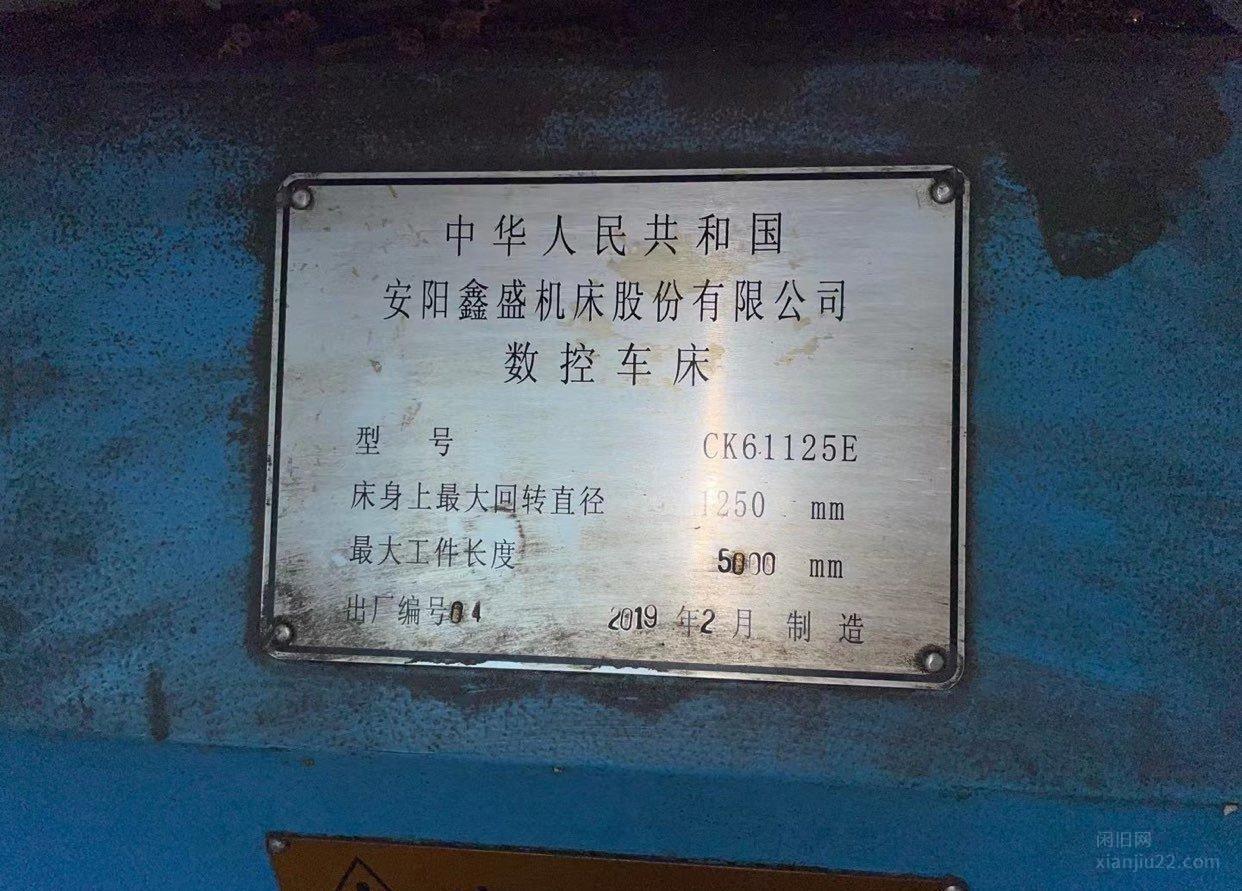 中华人民共和国
安阳鑫盛机床股份有限公司
数控车床
型 号 CK61125E
床身上最大回转直径 1250 mm
最大工件长度 5000 mm
出厂编号04 2019 年2月 制造
闲旧网
xianjiu22.com